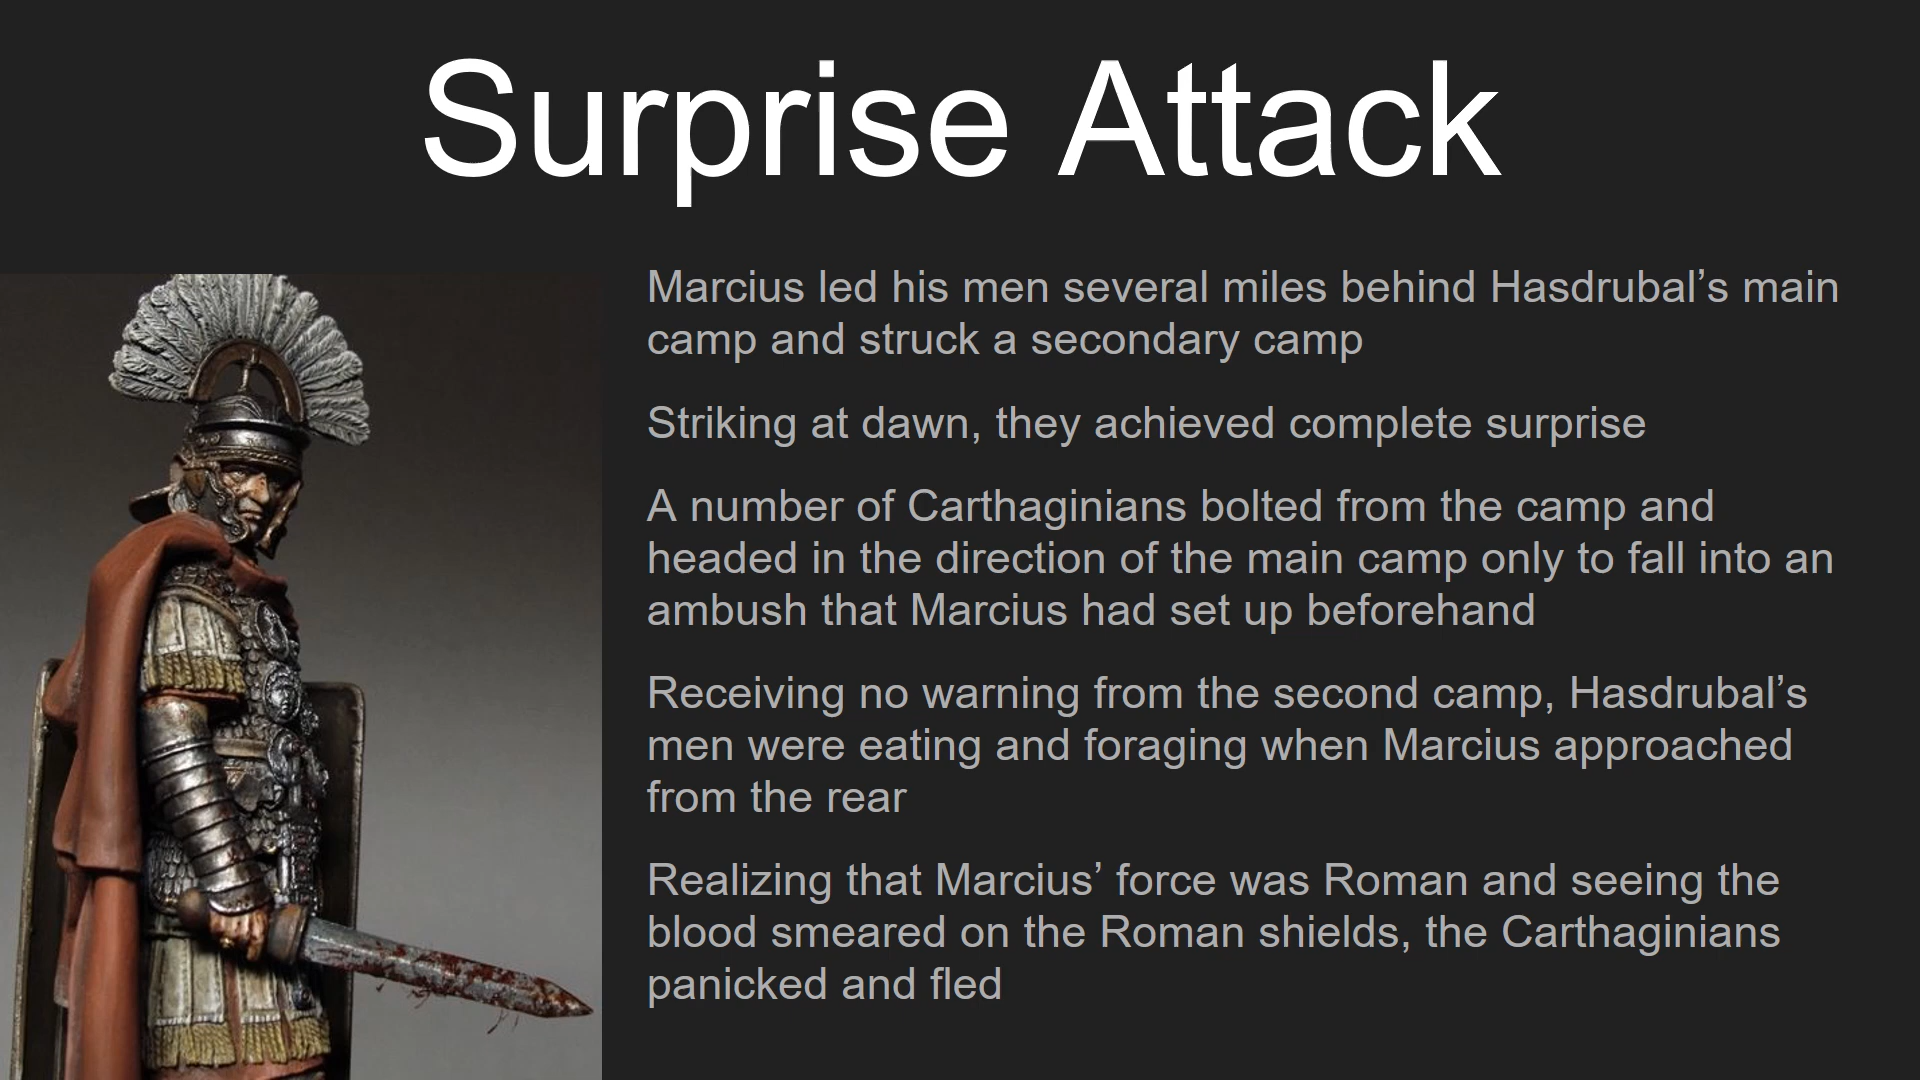 Surprise Attack
Marcius led his men several miles behind Hasdrubal’s main
camp and struck a secondary camp
Striking at dawn, they achieved complete surprise
A number of Carthaginians bolted from the camp and
headed in the direction of the main camp only to fall into an
ambush that Marcius had set up beforehand
Receiving no warning from the second camp, Hasdrubal’s
men were eating and foraging when Marcius approached
from the rear
Realizing that Marcius’ force was Roman and seeing the
blood smeared on the Roman shields, the Carthaginians
panicked and fled